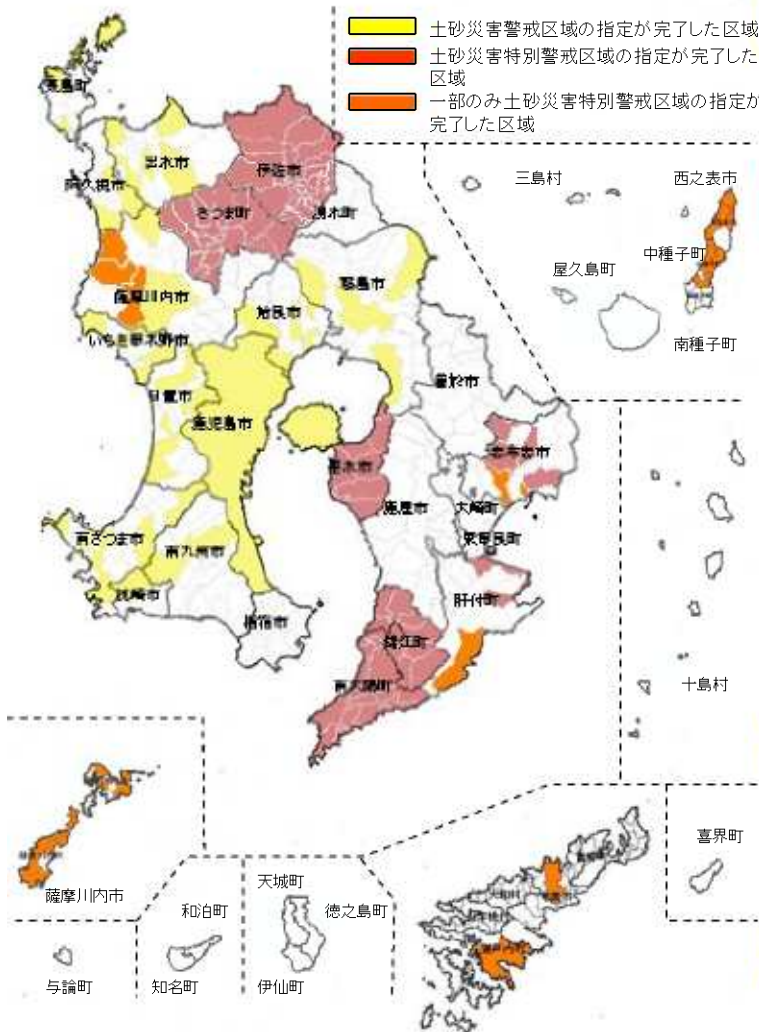 土砂災害警戒区域の指定が完了した区域
土砂災害特別警戒区域の指定が完了した
区域
一部のみ土砂災害特別警戒区域の指定が
完了した区域
長島町
出水市
伊佐市
阿久根市
さつま町
湧水町
三島村
西之表市
中種子町
屋久島町
南種子町
薩摩川内市
姶良市
霧島市
いちき串木野市
日置市
鹿児島市
曽於市
垂水市
志布志市
鹿屋市
大崎町
東串良町
南さつま市
南九州市
枕崎市
指宿市
肝付町
錦江町
南大隅町
十島村
薩摩川内市
喜界町
天城町
和泊町
徳之島町
与論町
知名町
伊仙町